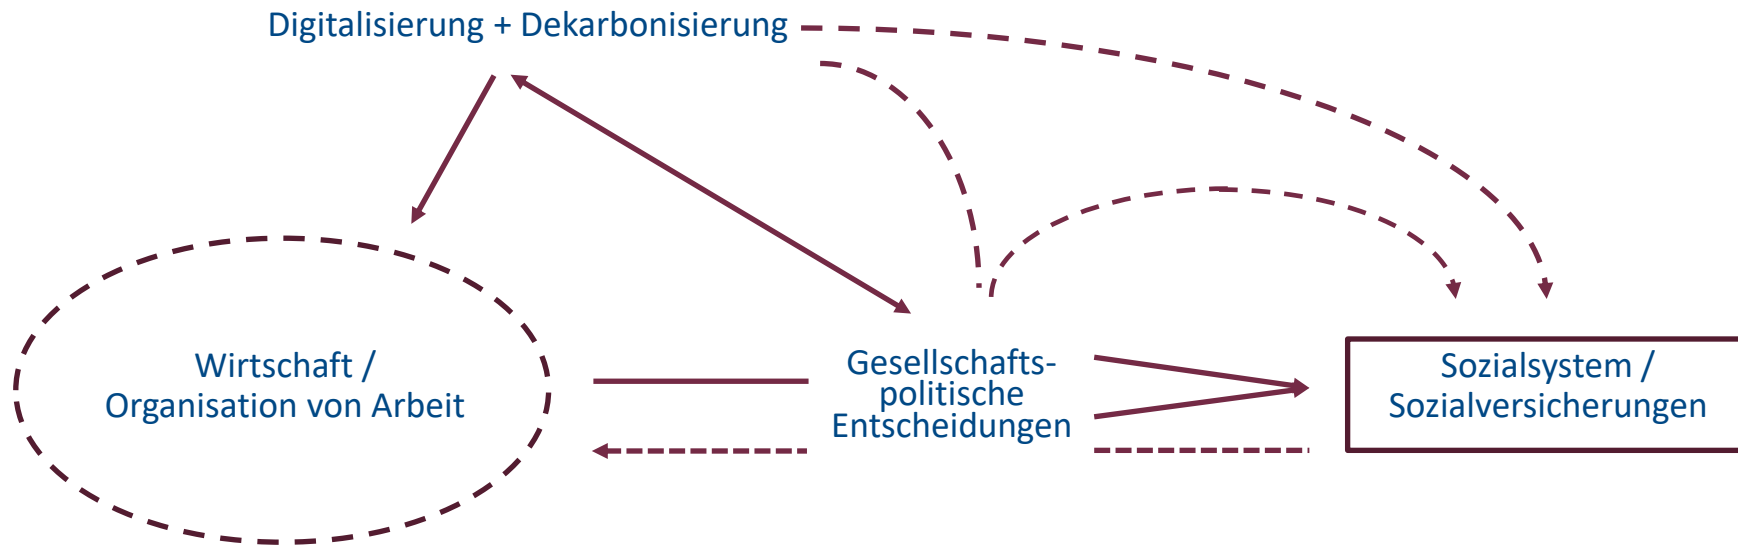 Digitalisierung + Dekarbonisierung
Wirtschaft /
Organisation von Arbeit
Gesellschafts-
politische
Entscheidungen
Sozialsystem /
Sozialversicherungen